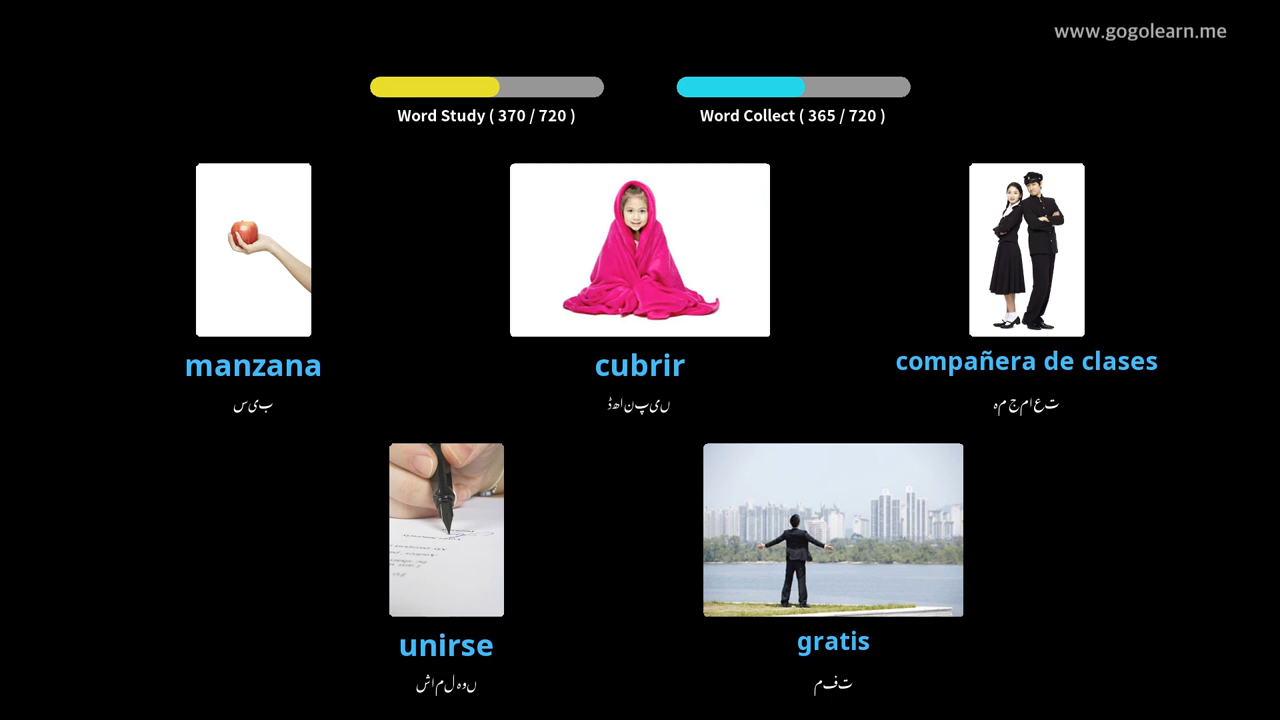 www.gogolearn.me
Word Study ( 370 / 720 )
Word Collect ( 365 / 720 )
manzana
سیب
cubrir
ڈھانپیں
compañera de clases
ہم جماعت
unirse
شامل ہوں
gratis
مفت